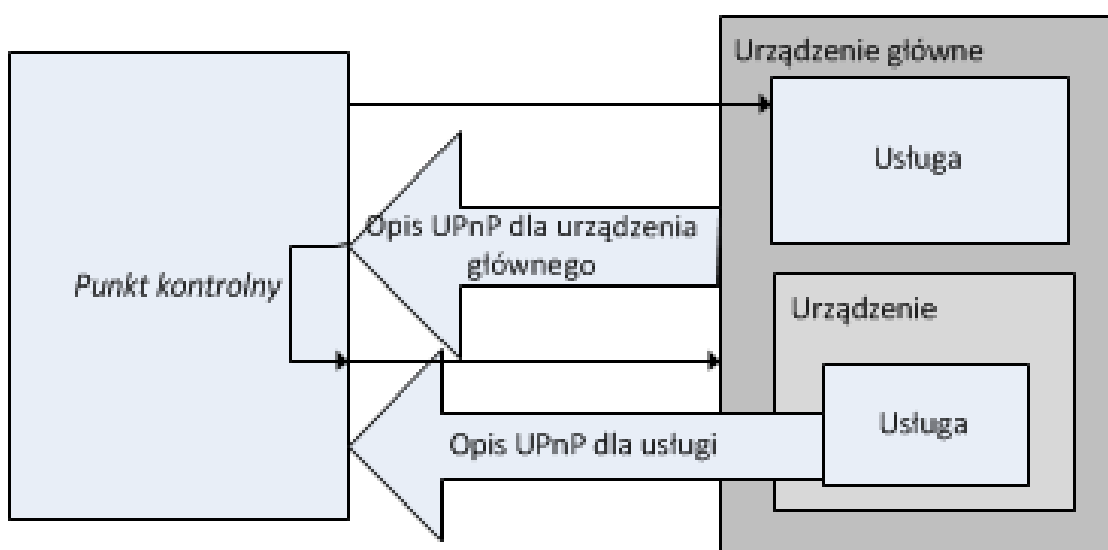 Urządzenie główne
Usługa
Opis UPnP dla urządzenia
głównego
Punkt kontrolny
Urządzenie
Usługa
Opis UPnP dla usługi